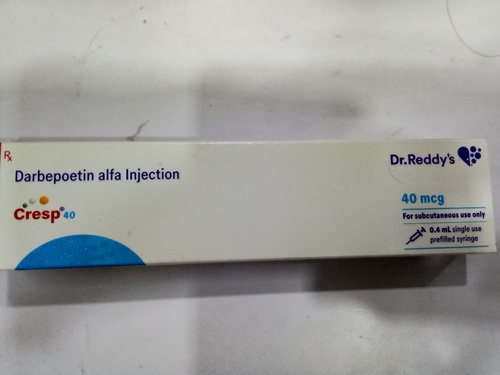 Rx
Darbepoetin alfa Injection
Cresp® 40
Dr.Reddy's
40 mcg
For subcutaneous use only
0.4 mL single use
prefilled syringe